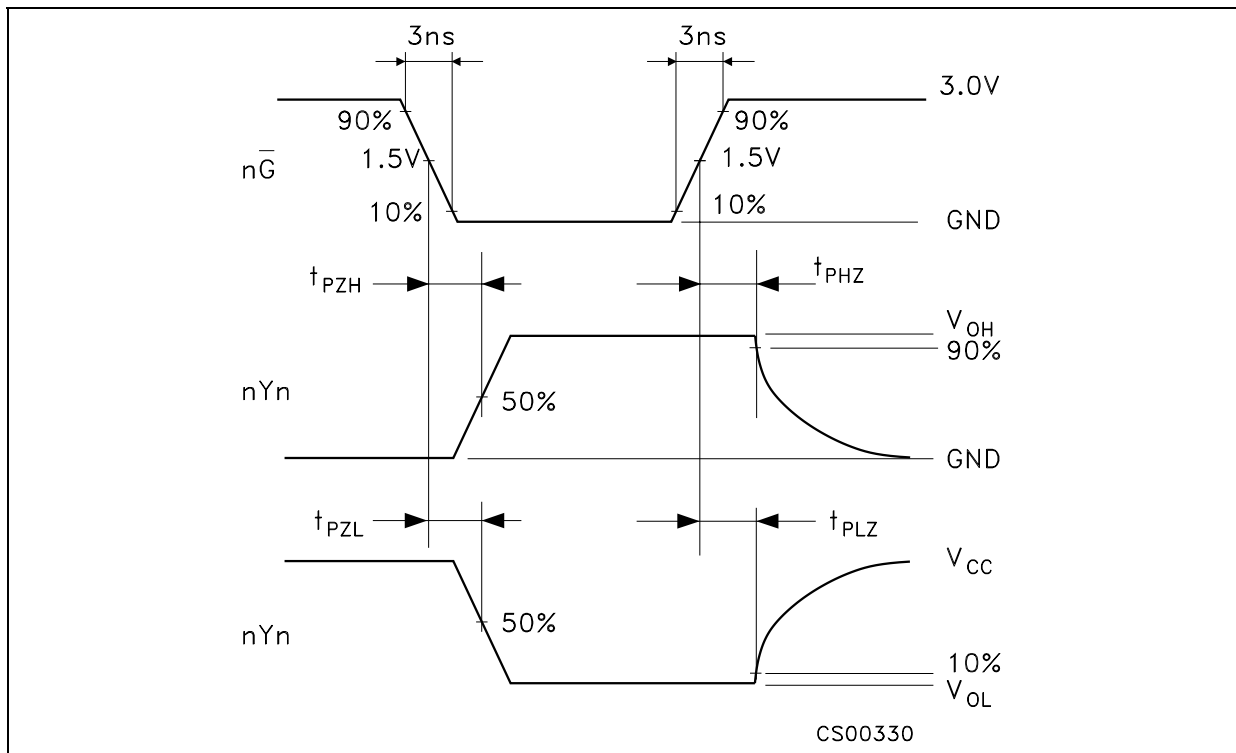 3ns 3ns
3.0V
90% 90%
nG̅ 1.5V 1.5V
10% 10%
GND
tPZH tPHZ
VOH
90%
nYn 50%
GND
tPZL tPLZ
VCC
nYn 50%
10%
VOL
CS00330